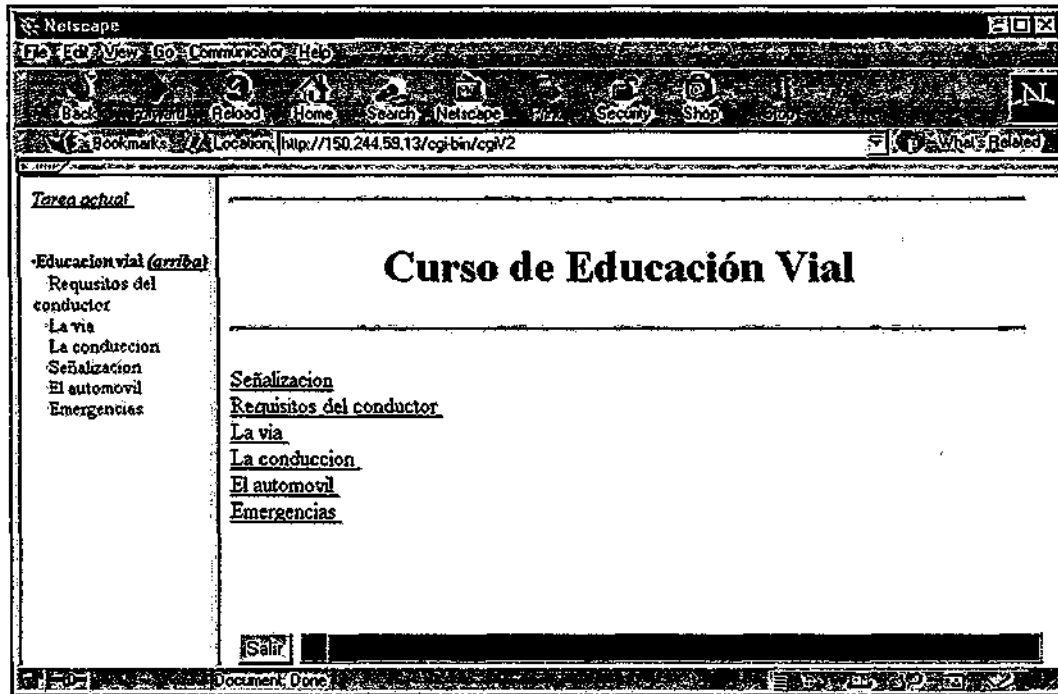 Netscape
File Edit View Go Communicator Help
Back Forward Reload Home Search Netscape Print Security Shop Stop
Bookmarks Location: http://150.244.59.13/cgi-bin/cgiV2 What's Related
Tarea actual
Educacion vial (arriba)
Requisitos del
conductor
La via
La conduccion
Señalizacion
El automovil
Emergencias
Curso de Educación Vial
Señalizacion
Requisitos del conductor
La via
La conduccion
El automovil
Emergencias
Salir
Document: Done